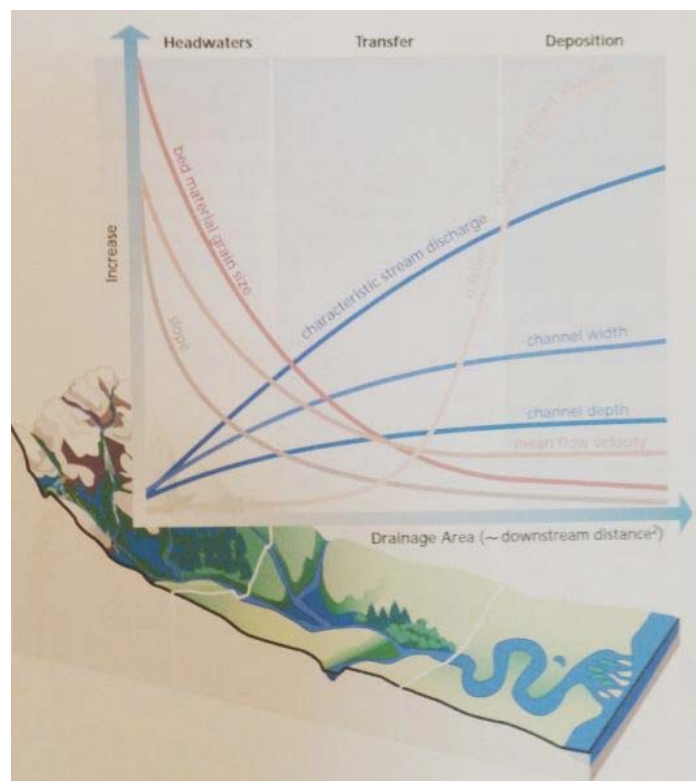 Headwaters
Transfer
Deposition
Increase
bed material grain size
slope
characteristic stream discharge
channel width
channel depth
mean flow velocity
Drainage Area (~downstream distance²)